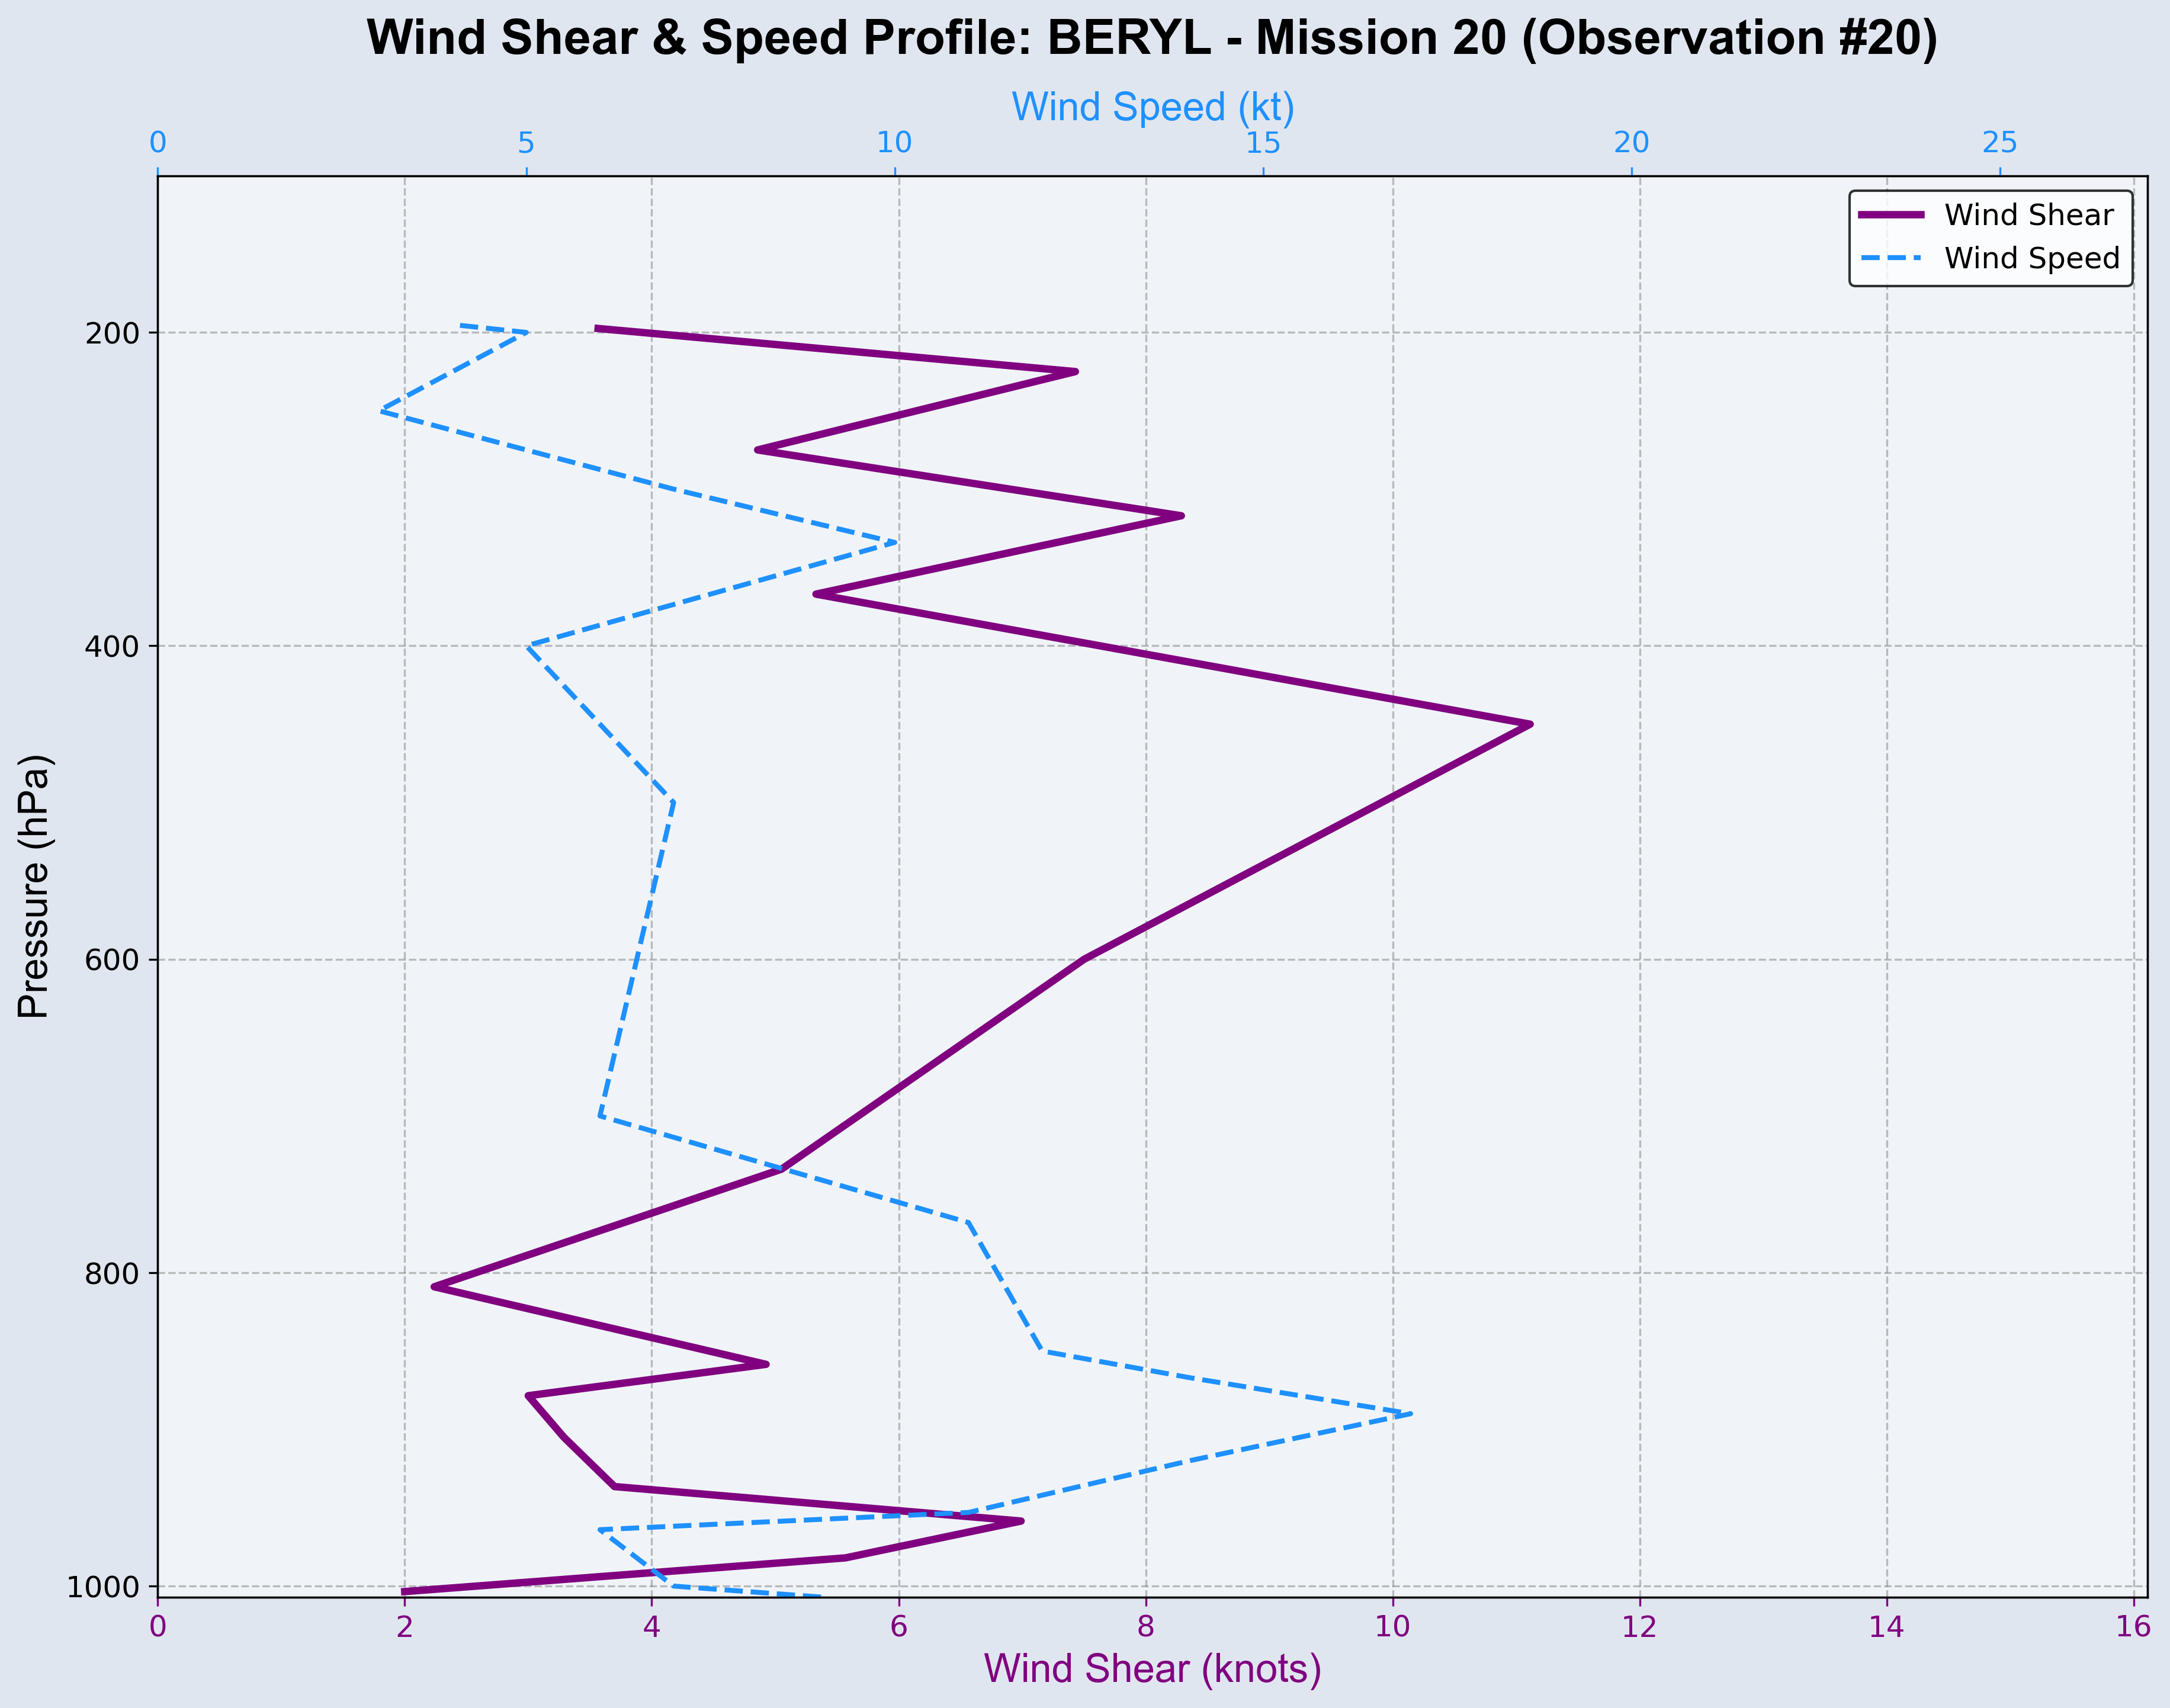 Wind Shear & Speed Profile: BERYL - Mission 20 (Observation #20)
Wind Speed (kt)
0 5 10 15 20 25
Wind Shear
Wind Speed
200
400
600
800
1000
Pressure (hPa)
0 2 4 6 8 10 12 14 16
Wind Shear (knots)